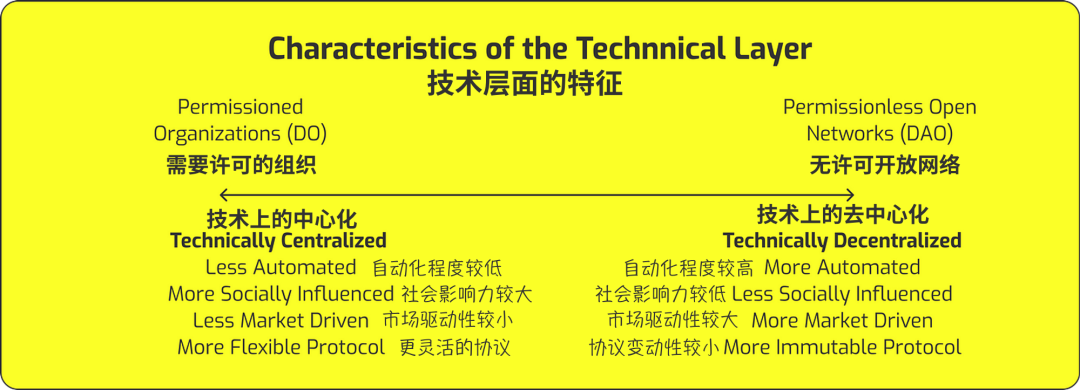 Characteristics of the Technnical Layer
技术层面的特征
Permissioned
Organizations (DO)
需要许可的组织
Permissionless Open
Networks (DAO)
无许可开放网络
技术上的中心化
Technically Centralized
Less Automated 自动化程度较低
More Socially Influenced 社会影响力较大
Less Market Driven 市场驱动性较小
More Flexible Protocol 更灵活的协议
技术上的去中心化
Technically Decentralized
自动化程度较高 More Automated
社会影响力较低 Less Socially Influenced
市场驱动性较大 More Market Driven
协议变动性较小 More Immutable Protocol